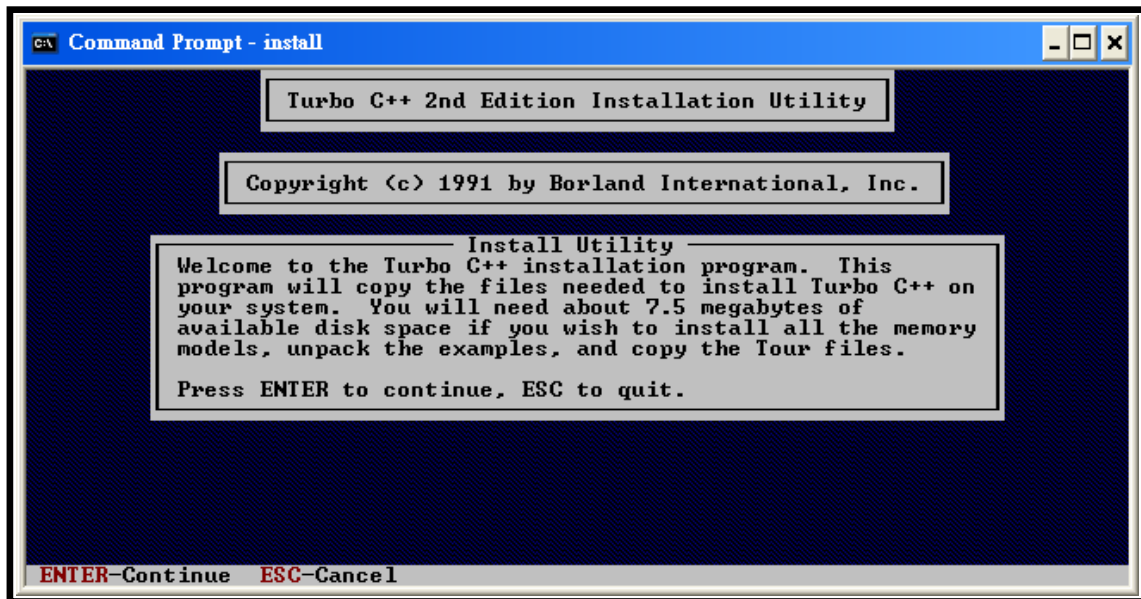 Command Prompt - install
Turbo C++ 2nd Edition Installation Utility
Copyright (c) 1991 by Borland International, Inc.
Install Utility
Welcome to the Turbo C++ installation program.  This
program will copy the files needed to install Turbo C++ on
your system.  You will need about 7.5 megabytes of
available disk space if you wish to install all the memory
models, unpack the examples, and copy the Tour files.
Press ENTER to continue, ESC to quit.
ENTER-Continue  ESC-Cancel